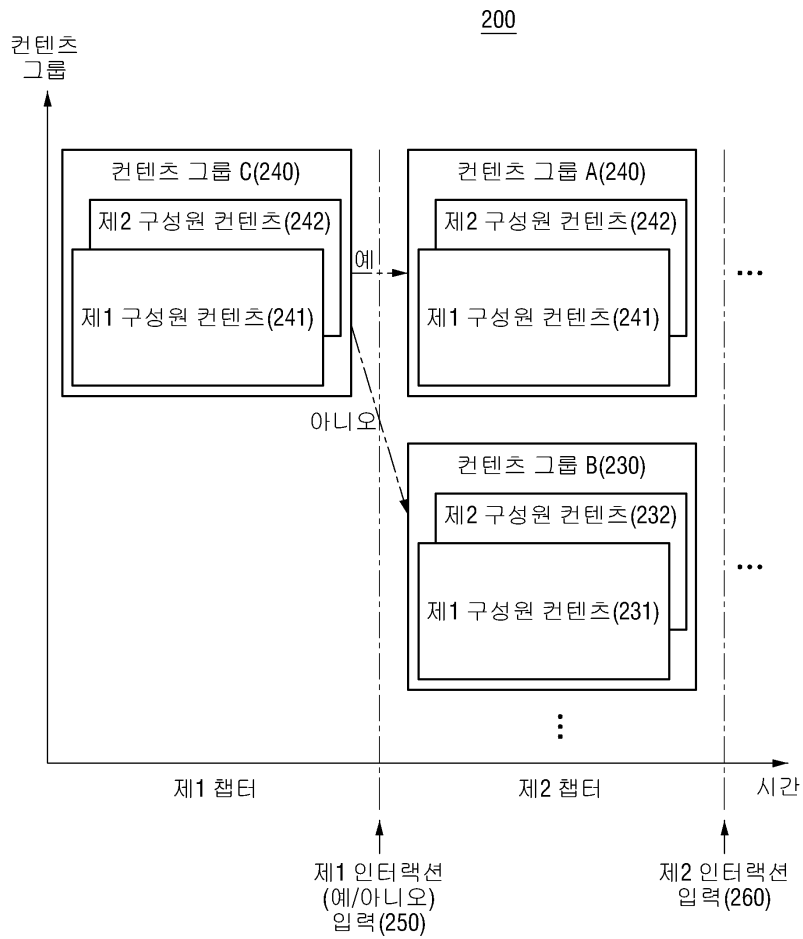 200
컨텐츠
그룹
컨텐츠 그룹 C(240)
제2 구성원 컨텐츠(242)
제1 구성원 컨텐츠(241)
예
아니오
컨텐츠 그룹 A(240)
제2 구성원 컨텐츠(242)
제1 구성원 컨텐츠(241)
...
컨텐츠 그룹 B(230)
제2 구성원 컨텐츠(232)
제1 구성원 컨텐츠(231)
...
제1 챕터
제2 챕터
시간
제1 인터랙션
(예/아니오)
입력(250)
제2 인터랙션
입력(260)